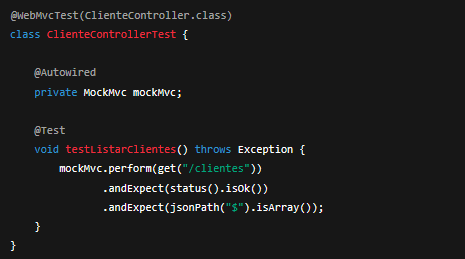 @WebMvcTest(ClienteController.class)
class ClienteControllerTest {
@Autowired
private MockMvc mockMvc;
@Test
void testListarClientes() throws Exception {
mockMvc.perform(get("/clientes"))
.andExpect(status().isOk())
.andExpect(jsonPath("$").isArray());
}
}